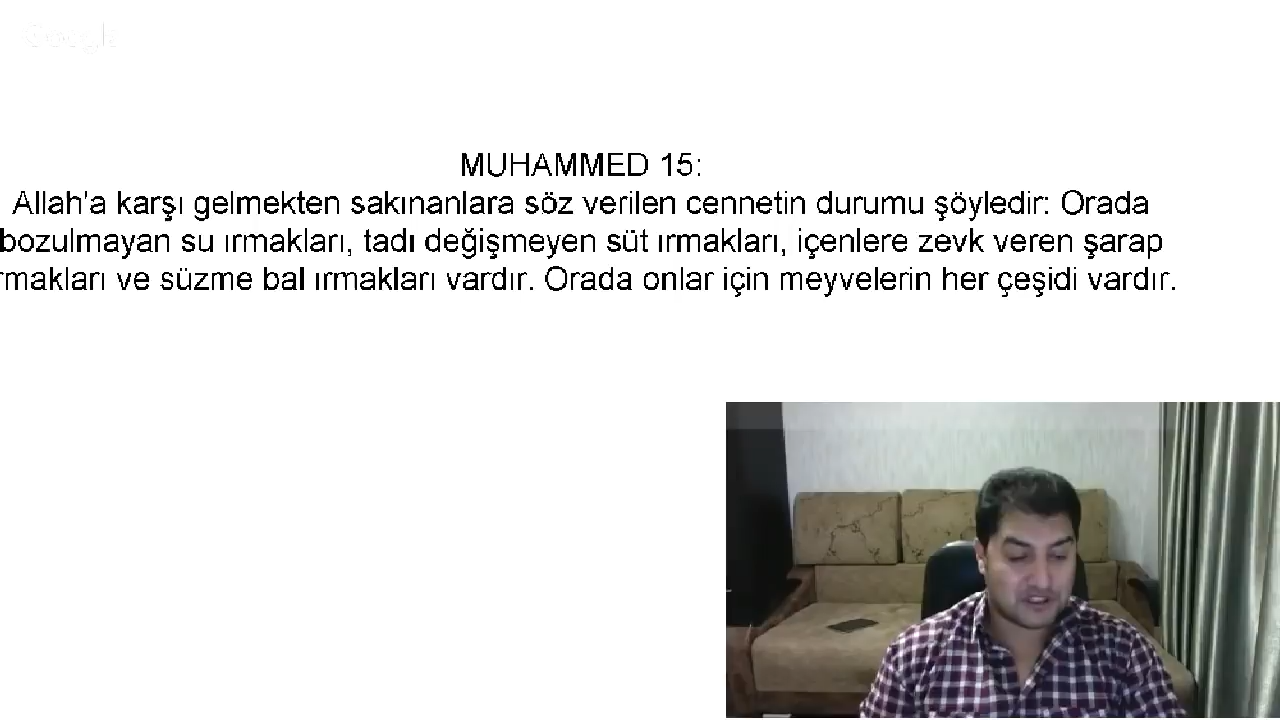 Google
MUHAMMED 15:
Allah'a karşı gelmekten sakınanlara söz verilen cennetin durumu şöyledir: Orada
bozulmayan su ırmakları, tadı değişmeyen süt ırmakları, içenlere zevk veren şarap
rmakları ve süzme bal ırmakları vardır. Orada onlar için meyvelerin her çeşidi vardır.